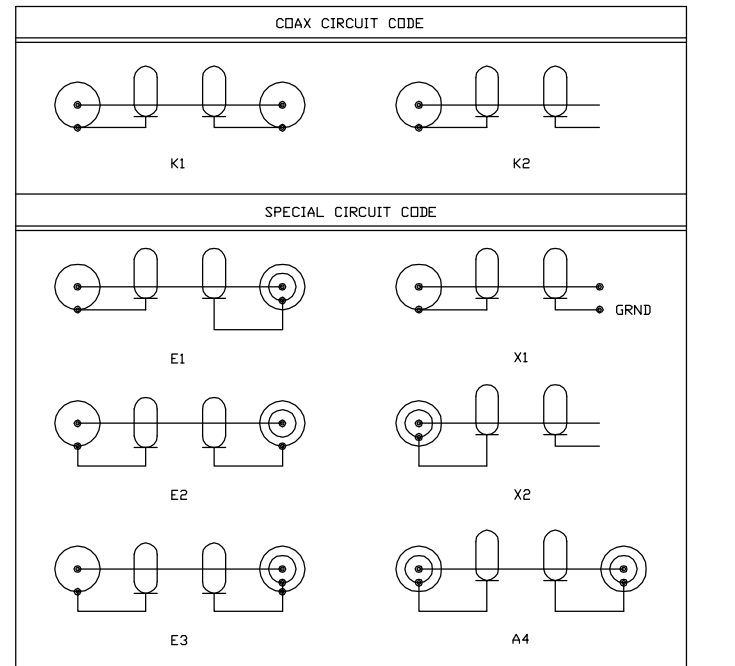 COAX CIRCUIT CODE
K1 K2
SPECIAL CIRCUIT CODE
GRND
E1 X1
E2 X2
E3 A4